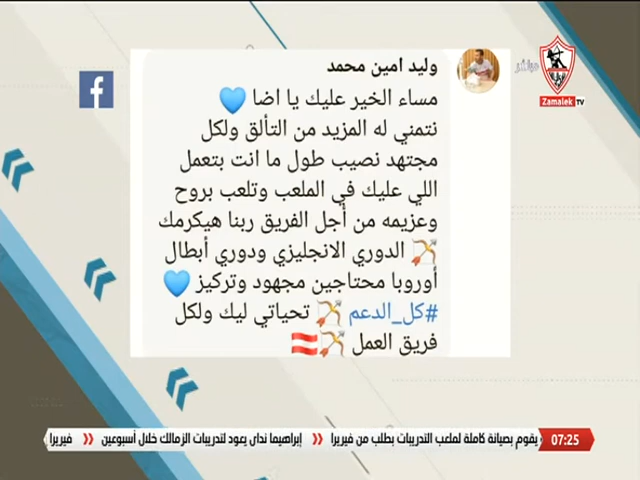 وليد امين محمد
مساء الخير عليك يا اضا 💙
نتمني له المزيد من التألق ولكل
مجتهد نصيب طول ما انت بتعمل
اللي عليك في الملعب وتلعب بروح
وعزيمه من أجل الفريق ربنا هيكرمك
🏹 الدوري الانجليزي ودوري أبطال
أوروبا محتاجين مجهود وتركيز 💙
#كل_الدعم 🏹 تحياتي ليك ولكل
فريق العمل 🏹🇦🇹
مباشر
Zamalek TV
07:25 يقوم بصيانة كاملة لملعب التدريبات بطلب من فيريرا » إبراهيما نداى يعود لتدريبات الزمالك خلال أسبوعين » فيريرا